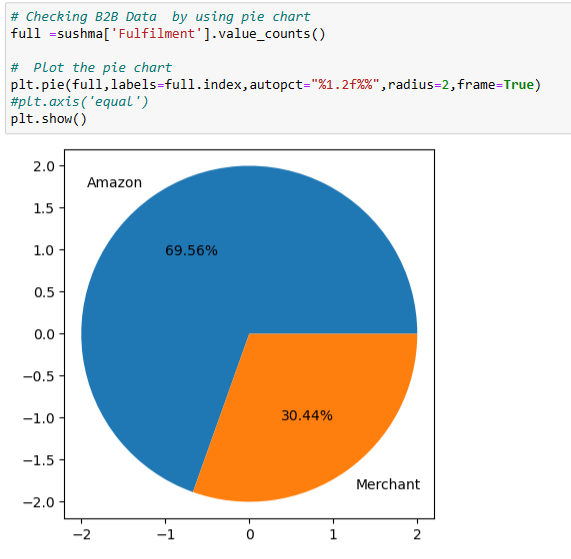 # Checking B2B Data  by using pie chart
full =sushma['Fulfilment'].value_counts()
#  Plot the pie chart
plt.pie(full,labels=full.index,autopct="%1.2f%%",radius=2,frame=True)
#plt.axis('equal')
plt.show()
2.0
Amazon
1.5
1.0
69.56%
0.5
0.0
−0.5
−1.0
30.44%
−1.5
Merchant
−2.0
−2 −1 0 1 2